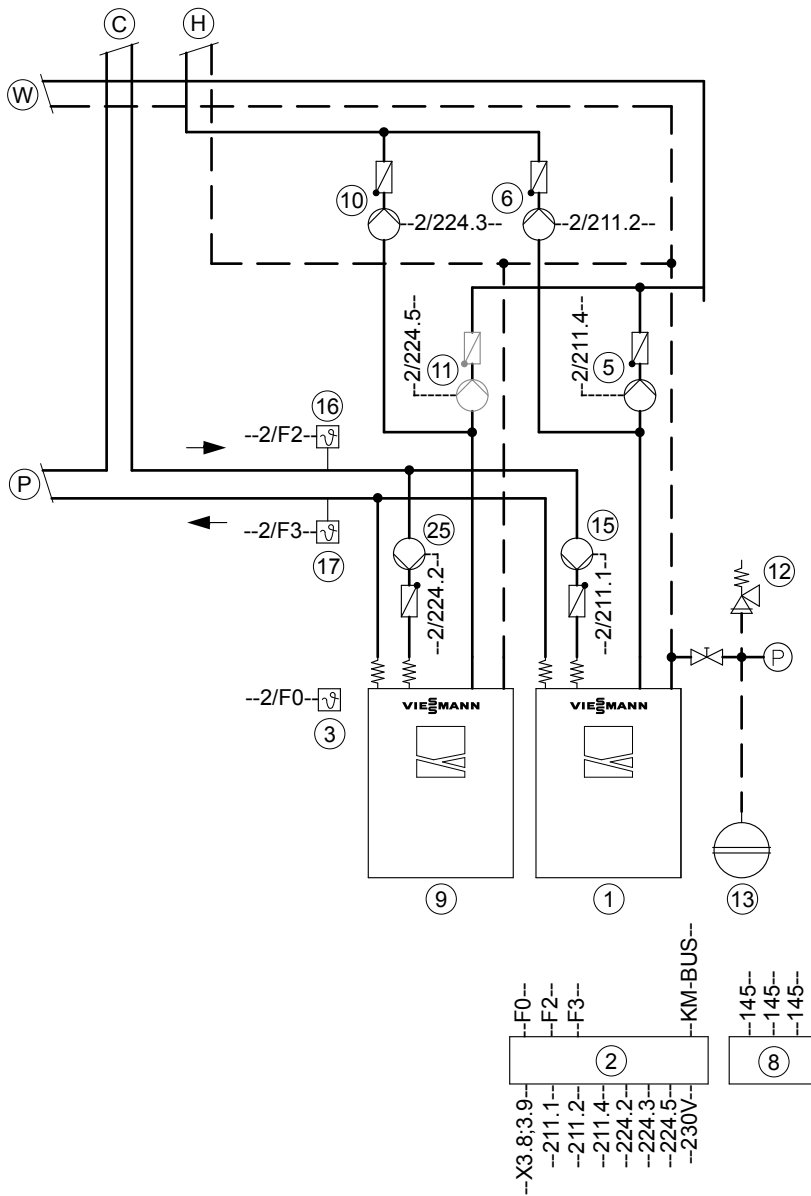 C
H
W
10
6
--2/224.3--
--2/211.2--
--2/224.5--
11
--2/211.4--
5
16
--2/F2--
P
--2/F3--
17
25
--2/224.2--
15
--2/211.1--
12
P
--2/F0--
3
VIESMANN
VIESMANN
9
1
13
--F0--
--F2--
--F3--
--KM-BUS--
--145--
--145--
--145--
2
8
--X3.8;3.9--
--211.1--
--211.2--
--211.4--
--224.2--
--224.3--
--224.5--
--230V--